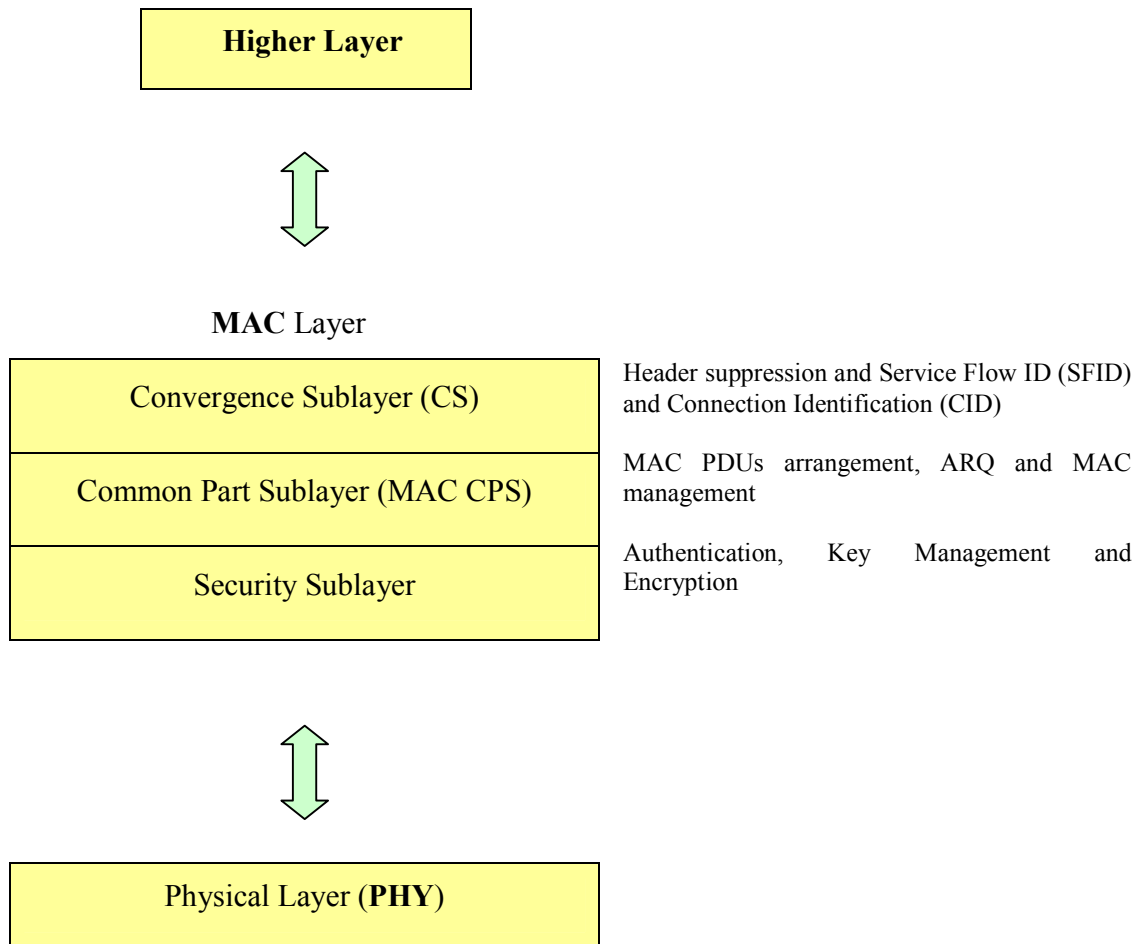 Higher Layer
MAC Layer
Convergence Sublayer (CS)
Header suppression and Service Flow ID (SFID)
and Connection Identification (CID)
Common Part Sublayer (MAC CPS)
MAC PDUs arrangement, ARQ and MAC
management
Security Sublayer
Authentication, Key Management and
Encryption
Physical Layer (PHY)